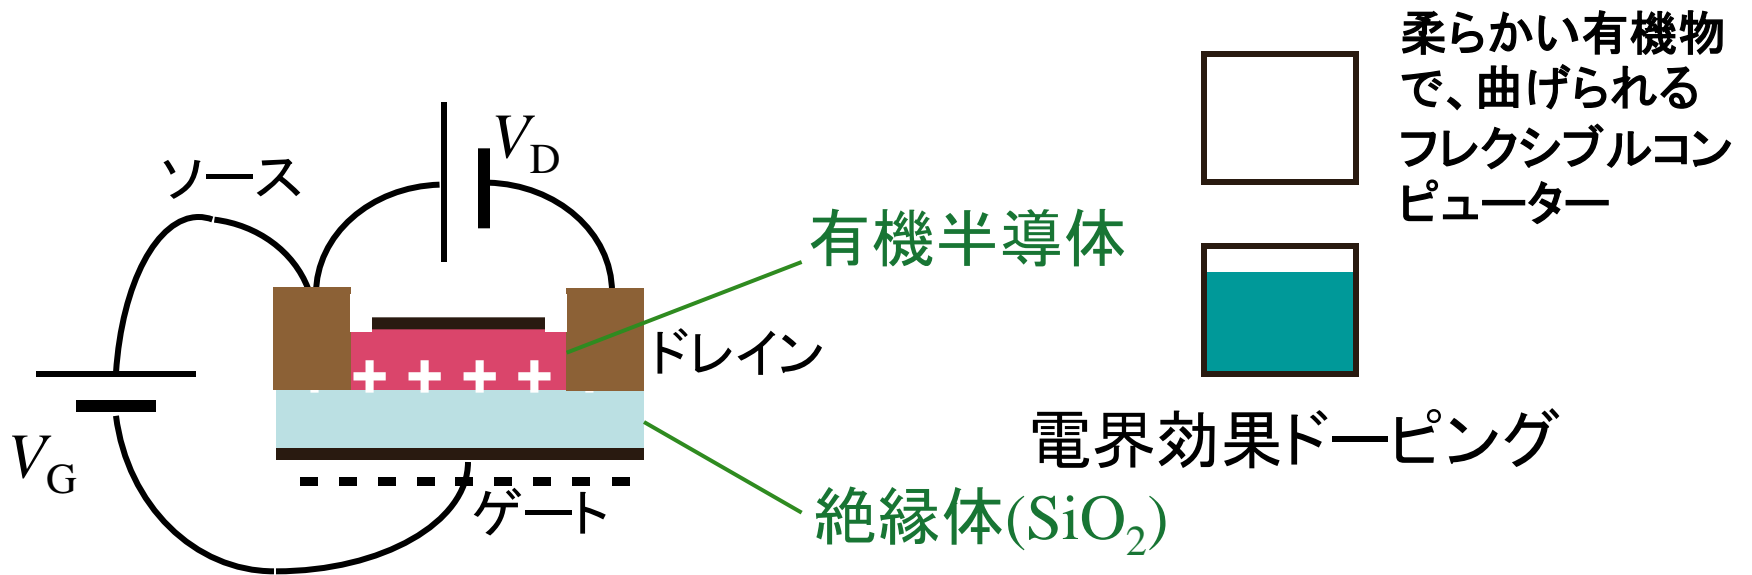 柔らかい有機物
で、曲げられる
フレクシブルコン
ピューター
V_D
ソース
有機半導体
ドレイン
+ + + +
V_G
ゲート
電界効果ドーピング
絶縁体(SiO₂)